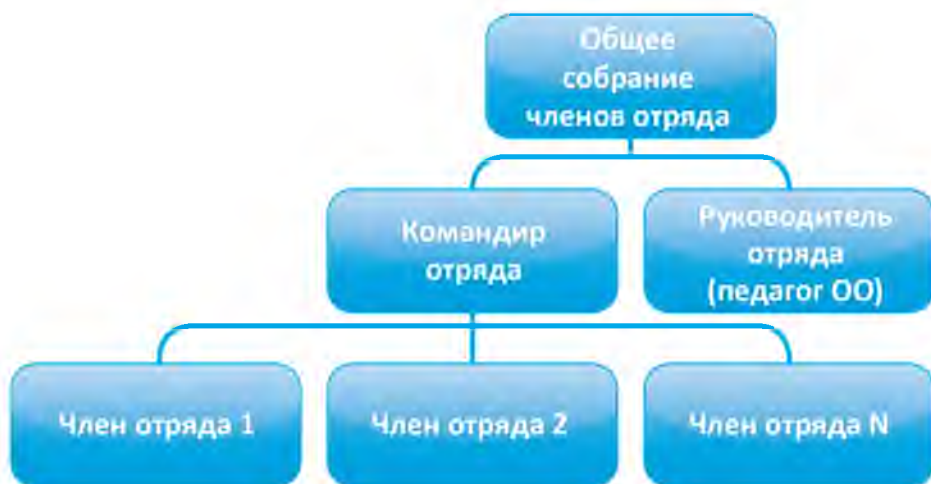 Общее
собрание
членов отряда
Командир
отряда
Руководитель
отряда
(педагог ОО)
Член отряда 1
Член отряда 2
Член отряда N